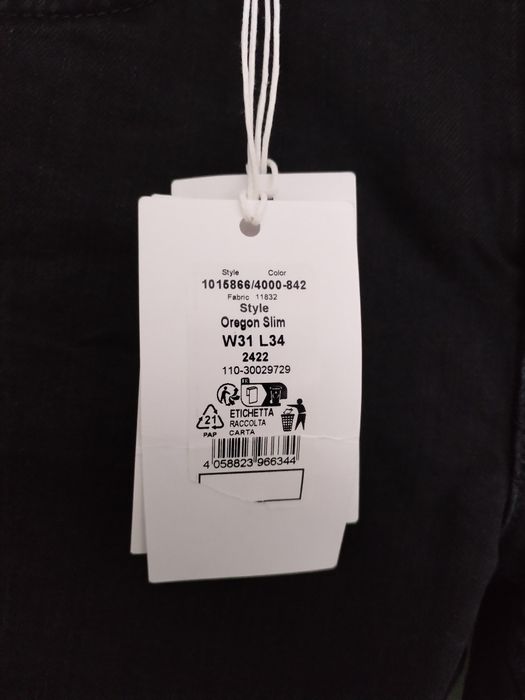 Style Color
1015866/4000-842
Fabric 11832
Style
Oregon Slim
W31 L34
2422
110-30029729
FR
21
PAP
ETICHETTA
RACCOLTA
CARTA
4 058823 966344